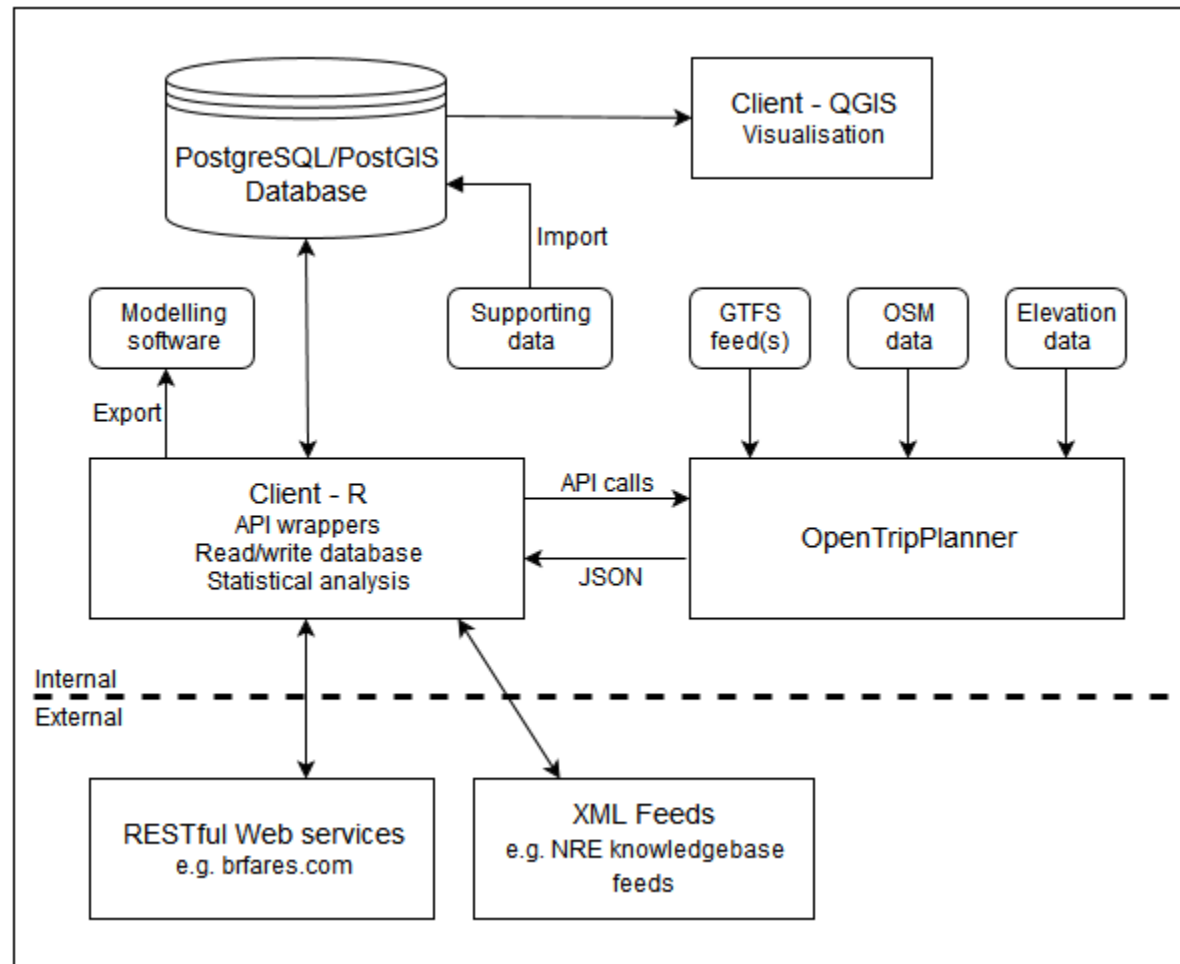 PostgreSQL/PostGIS
Database
Client - QGIS
Visualisation
Import
Modelling
software
Supporting
data
GTFS
feed(s)
OSM
data
Elevation
data
Export
Client - R
API wrappers
Read/write database
Statistical analysis
API calls
JSON
OpenTripPlanner
Internal
External
RESTful Web services
e.g. brfares.com
XML Feeds
e.g. NRE knowledgebase
feeds